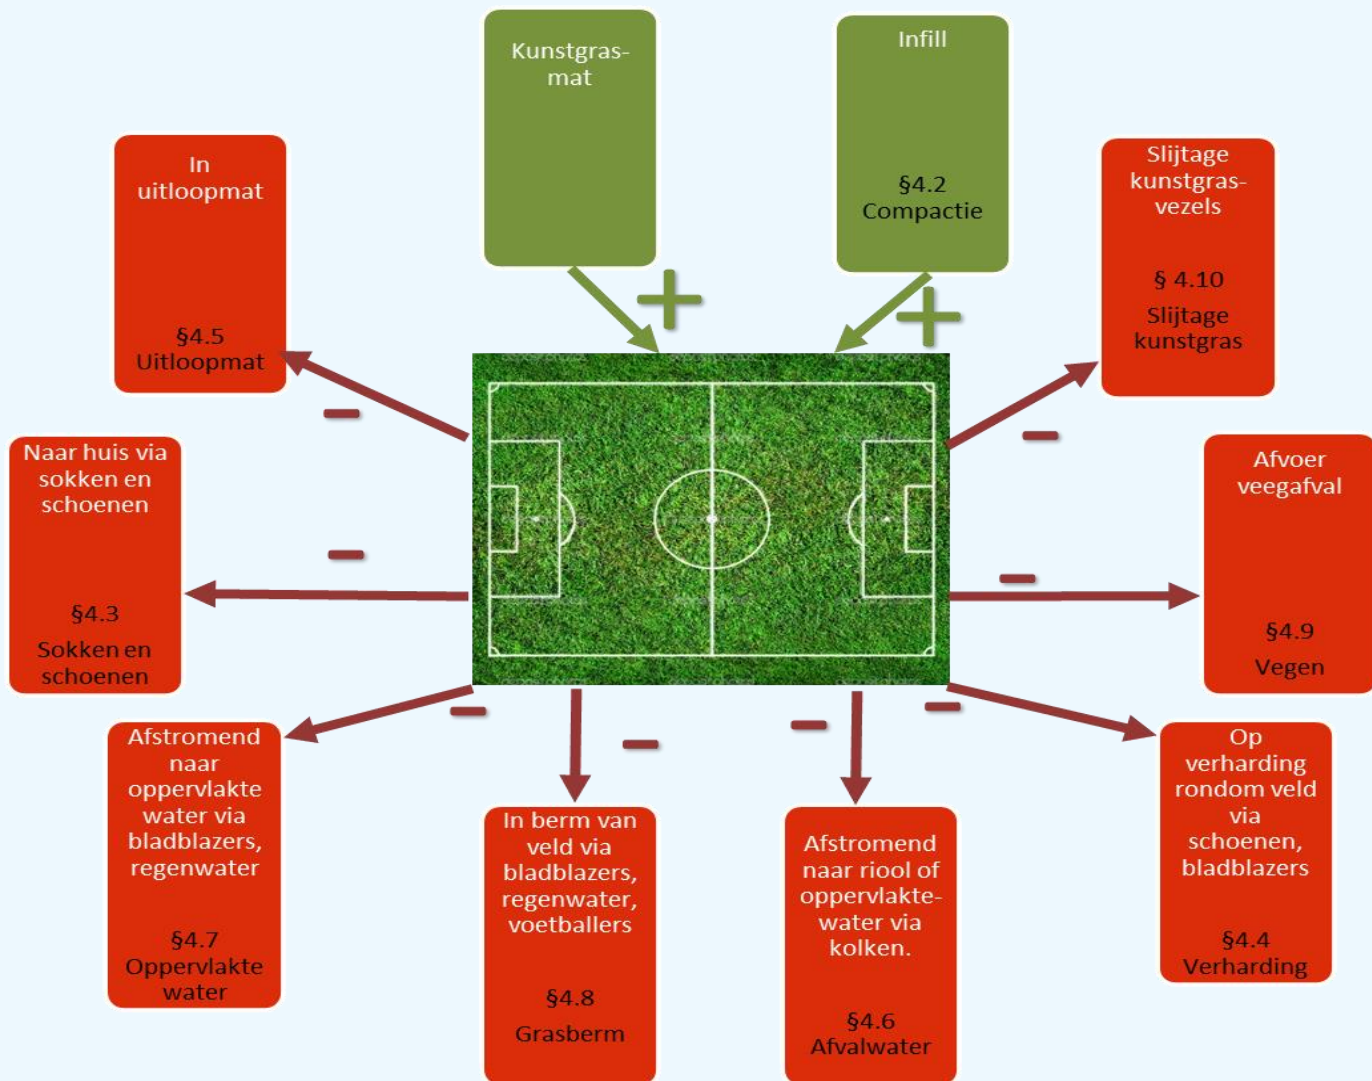 Kunstgras-
mat
Infill
§4.2
Compactie
In
uitloopmat
§4.5
Uitloopmat
Slijtage
kunstgras-
vezels
§ 4.10
Slijtage
kunstgras
Naar huis via
sokken en
schoenen
§4.3
Sokken en
schoenen
Afvoer
veegafval
§4.9
Vegen
Afstromend
naar
oppervlakte
water via
bladblazers,
regenwater
§4.7
Oppervlakte
water
In berm van
veld via
bladblazers,
regenwater,
voetballers
§4.8
Grasberm
Afstromend
naar riool of
oppervlakte-
water via
kolken.
§4.6
Afvalwater
Op
verharding
rondom veld
via
schoenen,
bladblazers
§4.4
Verharding